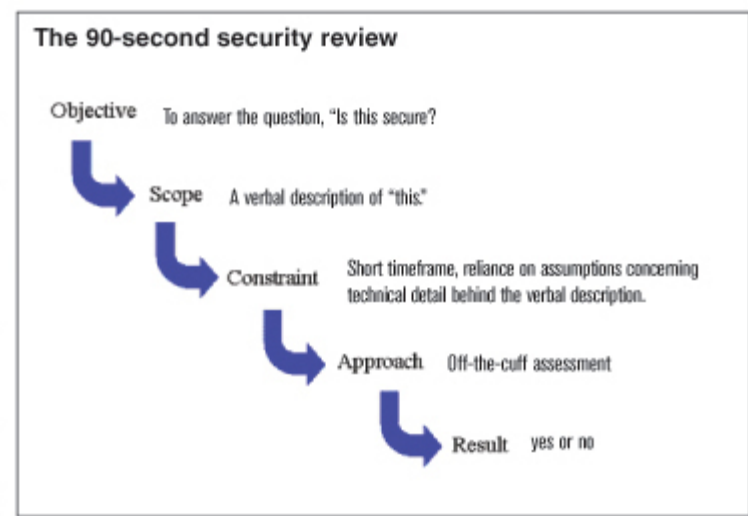 The 90-second security review
Objective To answer the question, “Is this secure?
Scope A verbal description of “this.”
Constraint Short timeframe, reliance on assumptions concerning
technical detail behind the verbal description.
Approach Off-the-cuff assessment
Result yes or no